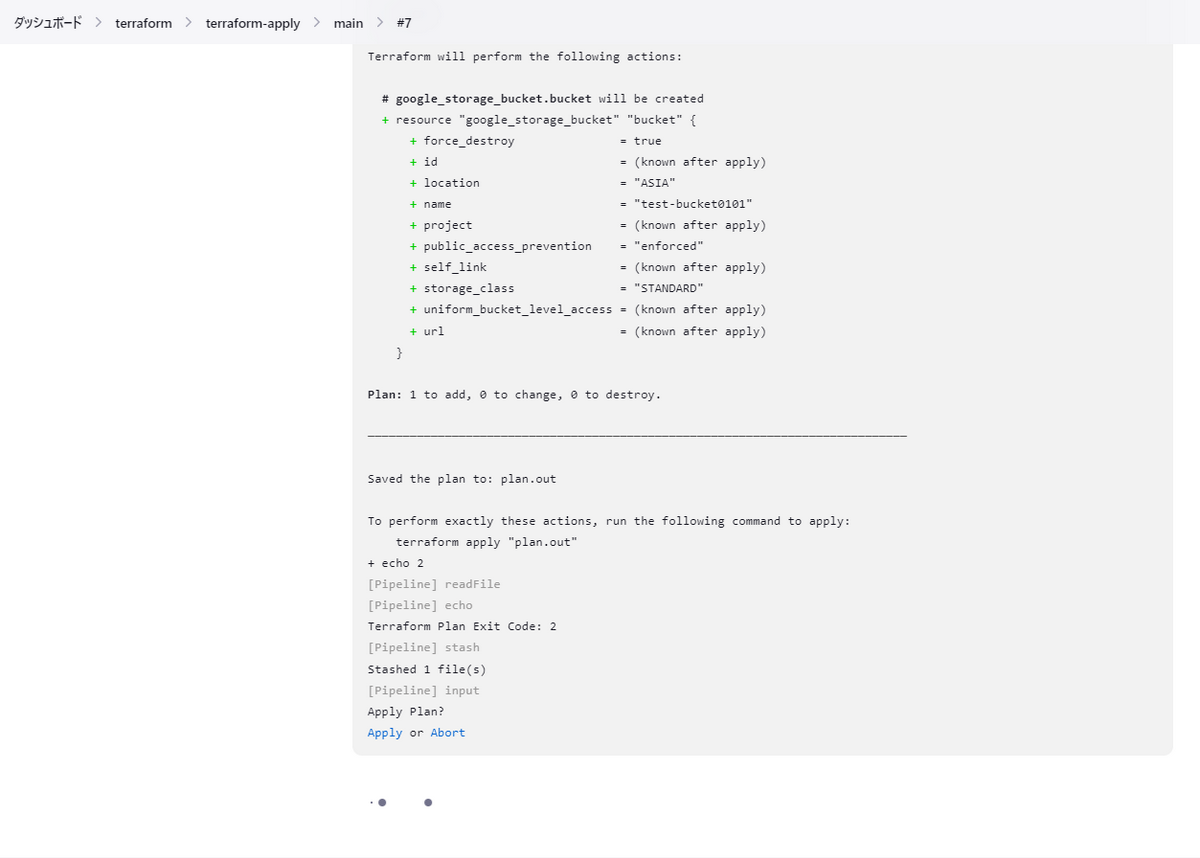 ダッシュボード > terraform > terraform-apply > main > #7
Terraform will perform the following actions:
# google_storage_bucket.bucket will be created
+ resource "google_storage_bucket" "bucket" {
+ force_destroy = true
+ id = (known after apply)
+ location = "ASIA"
+ name = "test-bucket0101"
+ project = (known after apply)
+ public_access_prevention = "enforced"
+ self_link = (known after apply)
+ storage_class = "STANDARD"
+ uniform_bucket_level_access = (known after apply)
+ url = (known after apply)
}
Plan: 1 to add, 0 to change, 0 to destroy.
Saved the plan to: plan.out
To perform exactly these actions, run the following command to apply:
terraform apply "plan.out"
+ echo 2
[Pipeline] readFile
[Pipeline] echo
Terraform Plan Exit Code: 2
[Pipeline] stash
Stashed 1 file(s)
[Pipeline] input
Apply Plan?
Apply or Abort